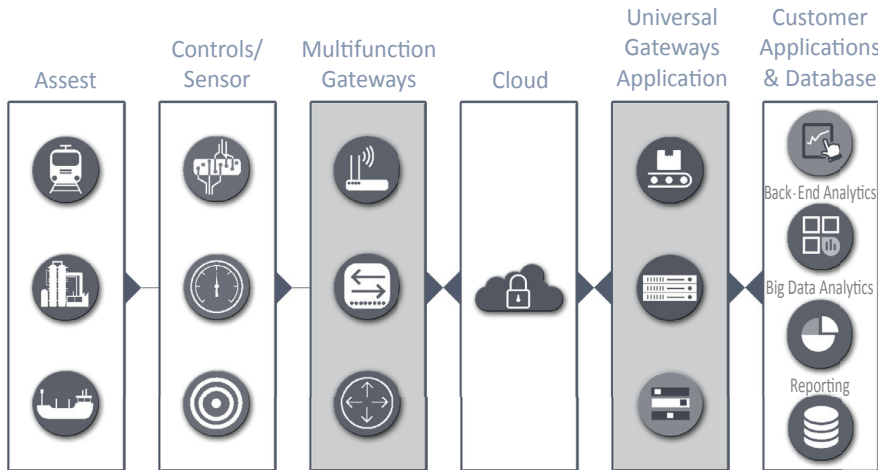 Assest
Controls/
Sensor
Multifunction
Gateways
Cloud
Universal
Gateways
Application
Customer
Applications
& Database
Back-End Analytics
Big Data Analytics
Reporting